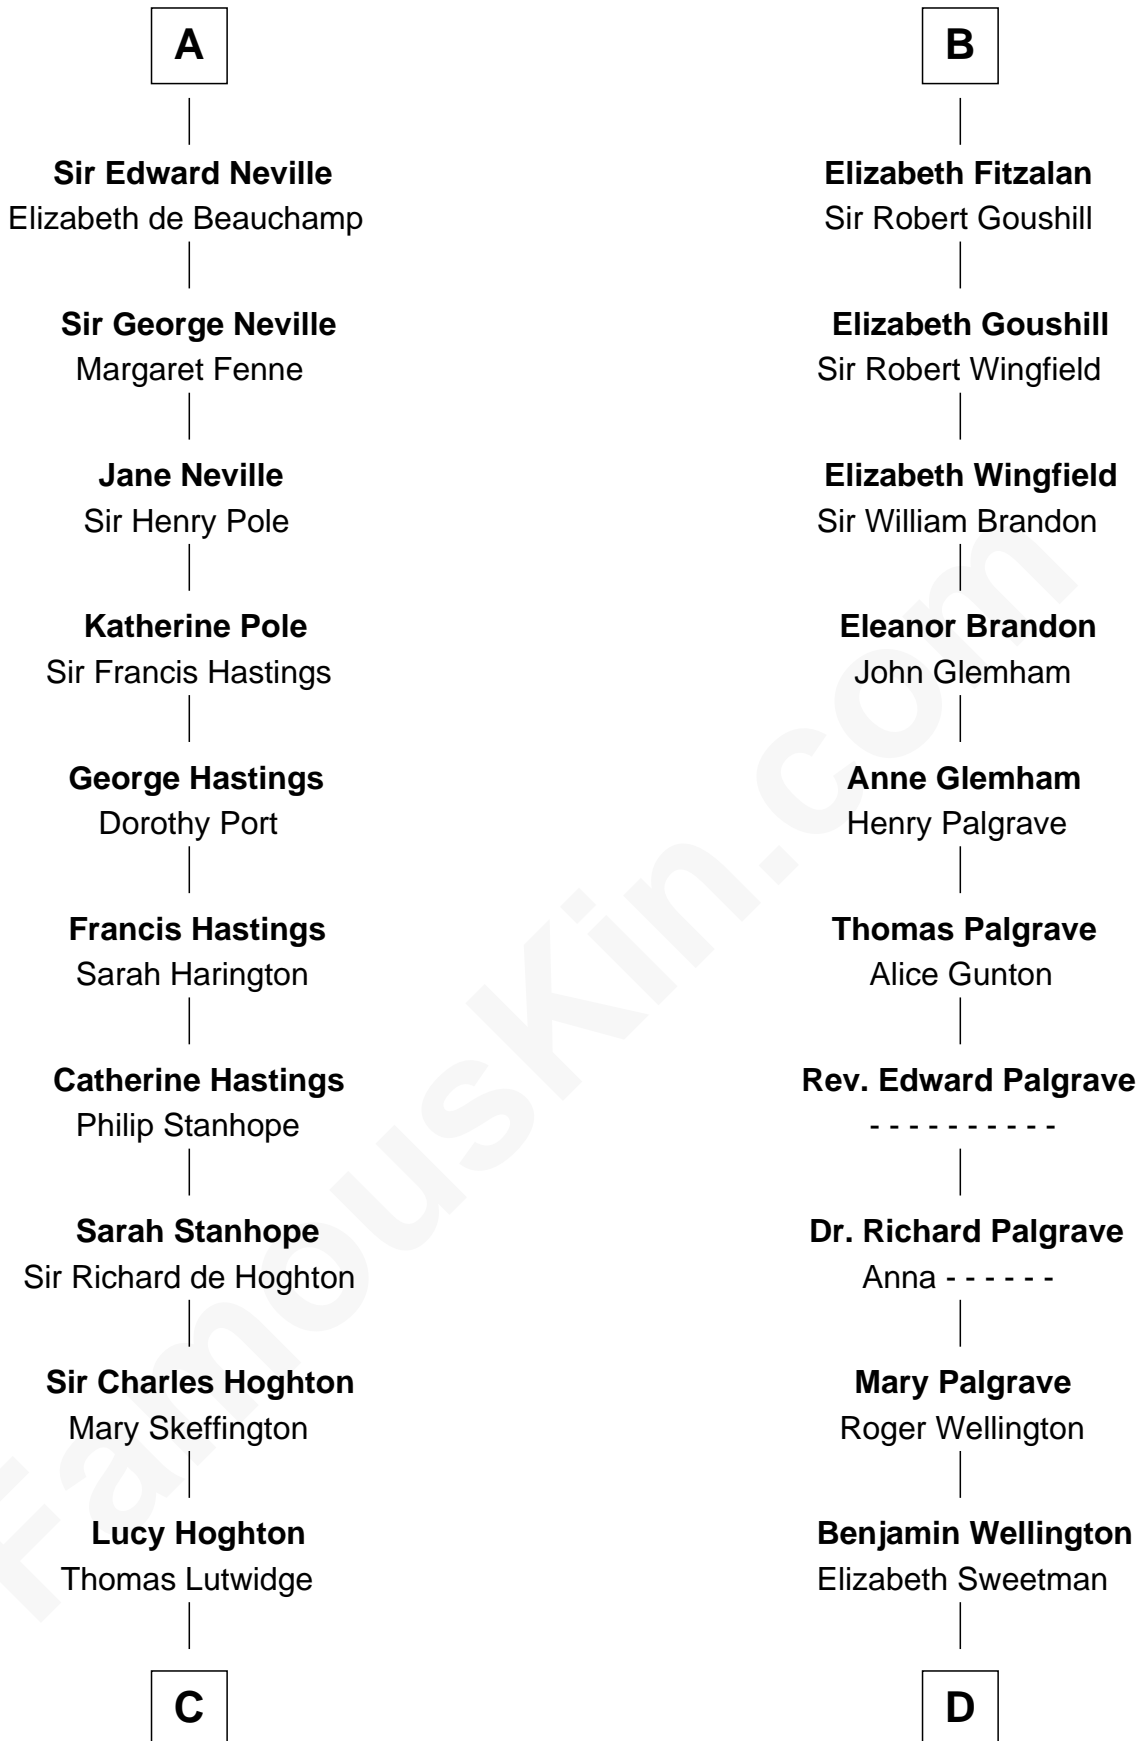 A
Sir Edward Neville
Elizabeth de Beauchamp
Sir George Neville
Margaret Fenne
Jane Neville
Sir Henry Pole
Katherine Pole
Sir Francis Hastings
George Hastings
Dorothy Port
Francis Hastings
Sarah Harington
Catherine Hastings
Philip Stanhope
Sarah Stanhope
Sir Richard de Hoghton
Sir Charles Hoghton
Mary Skeffington
Lucy Hoghton
Thomas Lutwidge
C
B
Elizabeth Fitzalan
Sir Robert Goushill
Elizabeth Goushill
Sir Robert Wingfield
Elizabeth Wingfield
Sir William Brandon
Eleanor Brandon
John Glemham
Anne Glemham
Henry Palgrave
Thomas Palgrave
Alice Gunton
Rev. Edward Palgrave
- - - - - - - - - -
Dr. Richard Palgrave
Anna - - - - - -
Mary Palgrave
Roger Wellington
Benjamin Wellington
Elizabeth Sweetman
D
FamousKin.com